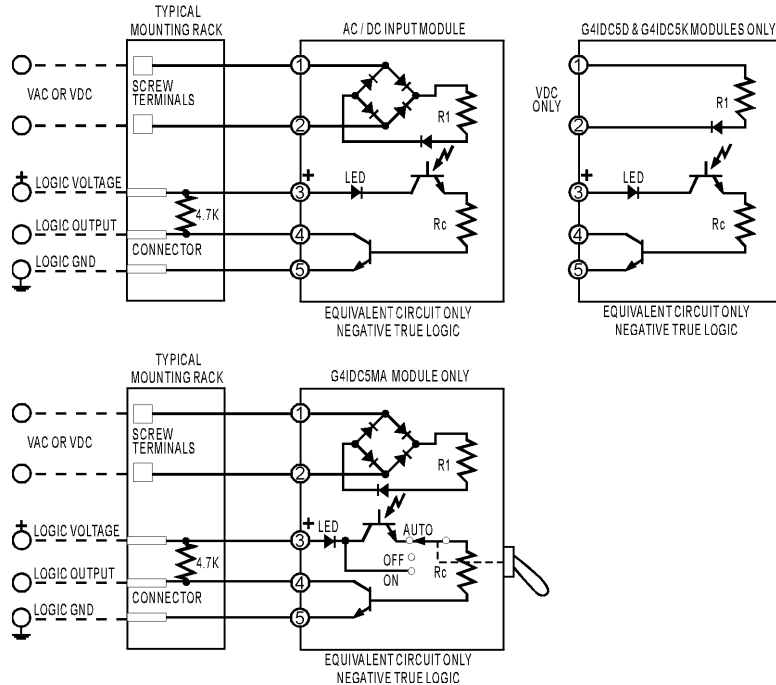 TYPICAL
MOUNTING RACK
AC / DC INPUT MODULE
G4IDC5D & G4IDC5K MODULES ONLY
VAC OR VDC
SCREW
TERMINALS
1
2
R1
LOGIC VOLTAGE
+
4.7K
LOGIC OUTPUT
CONNECTOR
LOGIC GND
3
+
LED
4
5
Rc
EQUIVALENT CIRCUIT ONLY
NEGATIVE TRUE LOGIC
VDC
ONLY
1
2
R1
3
+
LED
4
5
Rc
EQUIVALENT CIRCUIT ONLY
NEGATIVE TRUE LOGIC
TYPICAL
MOUNTING RACK
G4IDC5MA MODULE ONLY
VAC OR VDC
SCREW
TERMINALS
1
2
R1
LOGIC VOLTAGE
+
4.7K
LOGIC OUTPUT
CONNECTOR
LOGIC GND
3
+
LED
AUTO
OFF
ON
4
5
Rc
EQUIVALENT CIRCUIT ONLY
NEGATIVE TRUE LOGIC